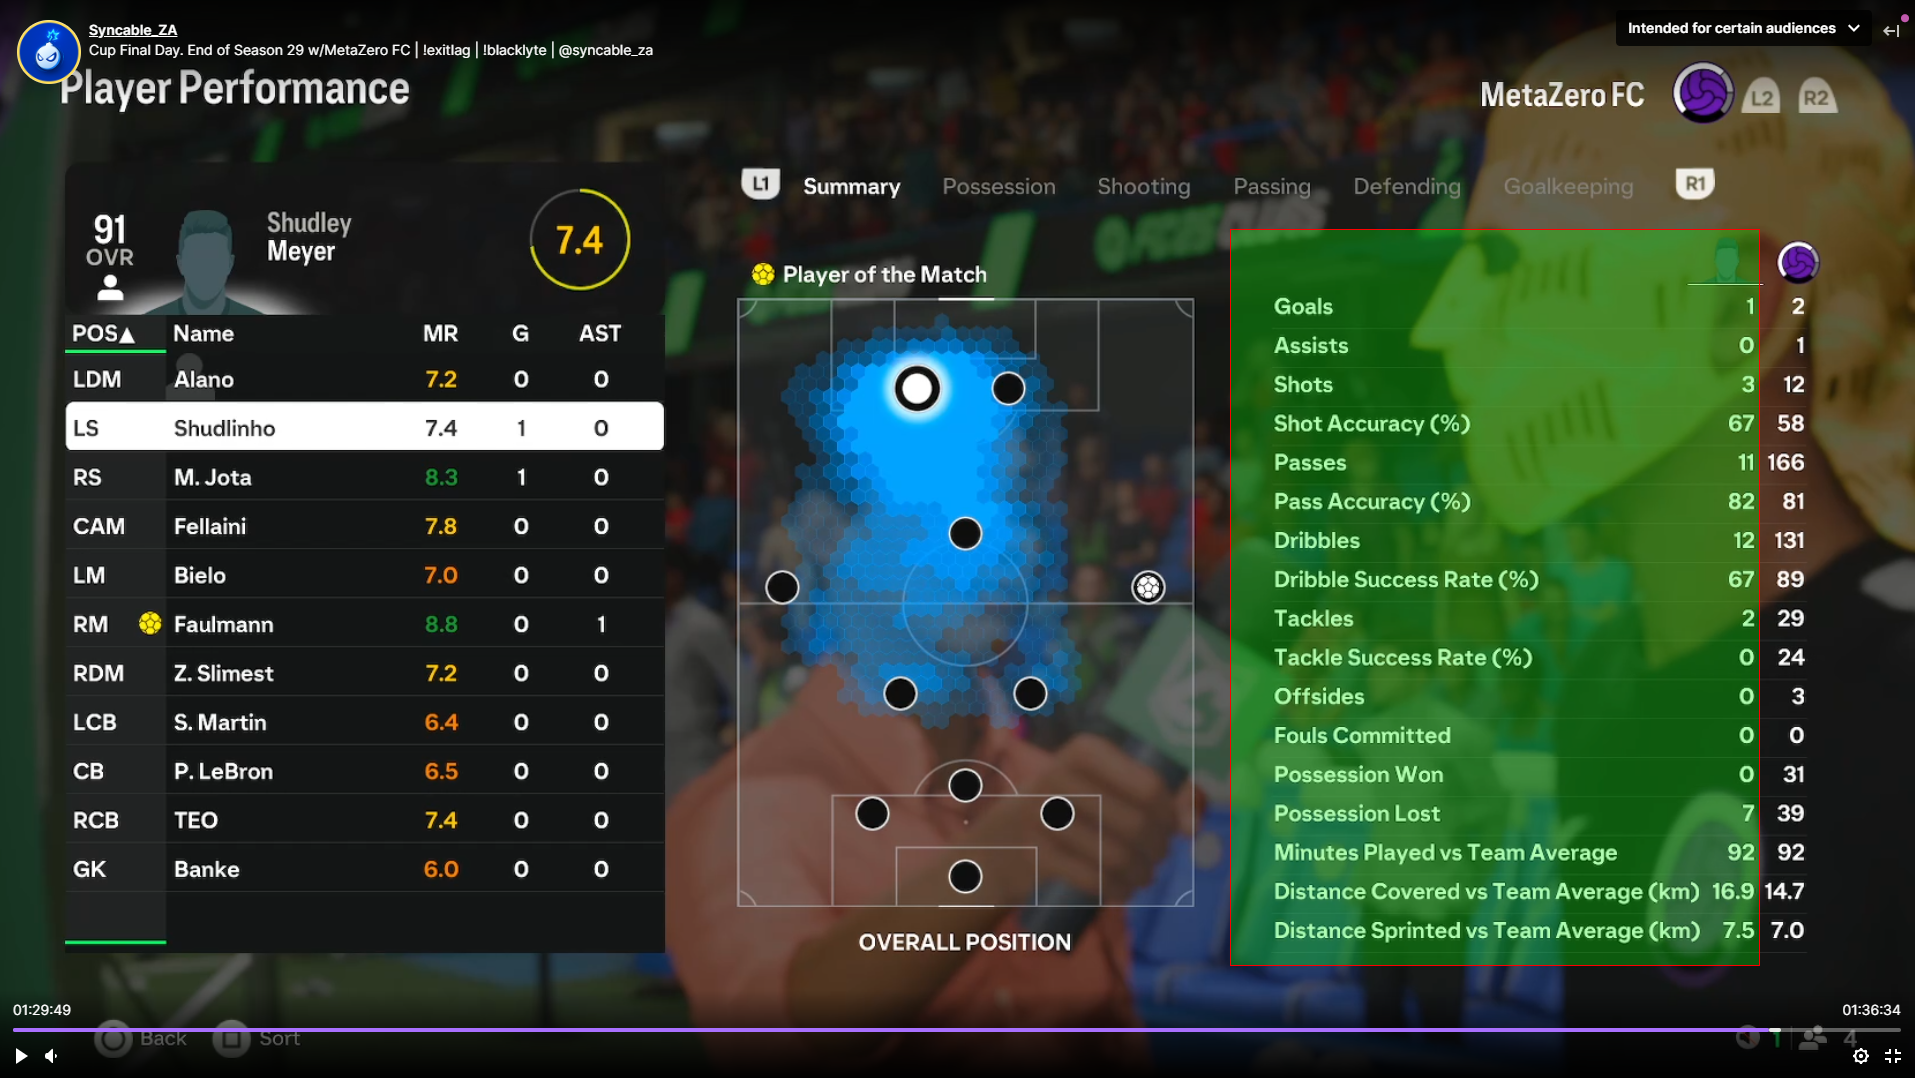 Syncable_ZA
Cup Final Day. End of Season 29 w/MetaZero FC | !exitlag | !blacklyte | @syncable_za
Intended for certain audiences
Player Performance
MetaZero FC
L2
R2
91
OVR
Shudley
Meyer
7.4
L1
Summary
Possession
Shooting
Passing
Defending
Goalkeeping
R1
POS▲ Name MR G AST
LDM Alano 7.2 0 0
LS Shudlinho 7.4 1 0
RS M. Jota 8.3 1 0
CAM Fellaini 7.8 0 0
LM Bielo 7.0 0 0
RM Faulmann 8.8 0 1
RDM Z. Slimest 7.2 0 0
LCB S. Martin 6.4 0 0
CB P. LeBron 6.5 0 0
RCB TEO 7.4 0 0
GK Banke 6.0 0 0
Player of the Match
OVERALL POSITION
Goals 1 2
Assists 0 1
Shots 3 12
Shot Accuracy (%) 67 58
Passes 11 166
Pass Accuracy (%) 82 81
Dribbles 12 131
Dribble Success Rate (%) 67 89
Tackles 2 29
Tackle Success Rate (%) 0 24
Offsides 0 3
Fouls Committed 0 0
Possession Won 0 31
Possession Lost 7 39
Minutes Played vs Team Average 92 92
Distance Covered vs Team Average (km) 16.9 14.7
Distance Sprinted vs Team Average (km) 7.5 7.0
01:29:49
01:36:34
Back
Sort
1
4